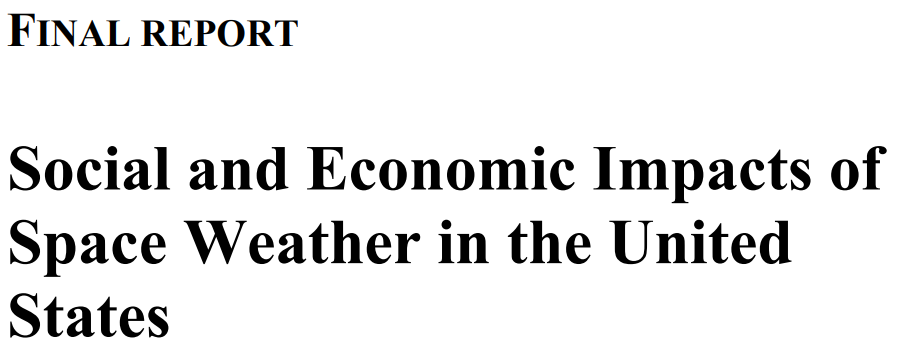 FINAL REPORT
Social and Economic Impacts of
Space Weather in the United
States